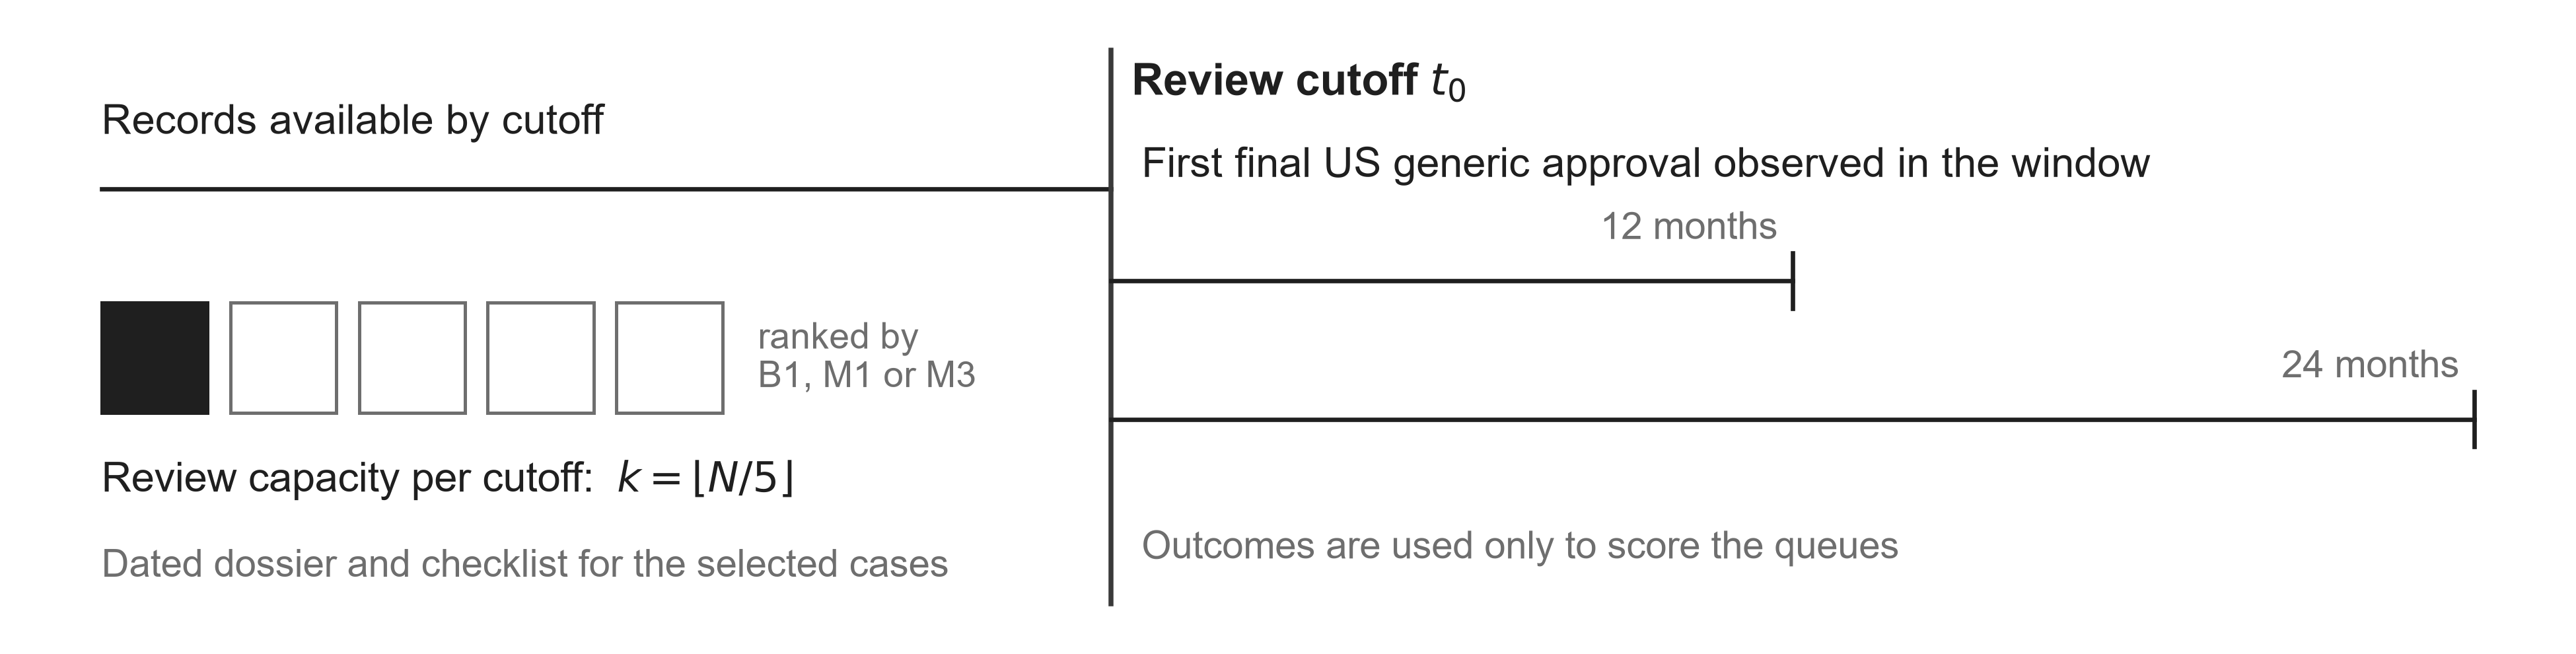 Records available by cutoff
ranked by
B1, M1 or M3
Review capacity per cutoff: k = ⌊N/5⌋
Dated dossier and checklist for the selected cases
Review cutoff t₀
First final US generic approval observed in the window
12 months
24 months
Outcomes are used only to score the queues